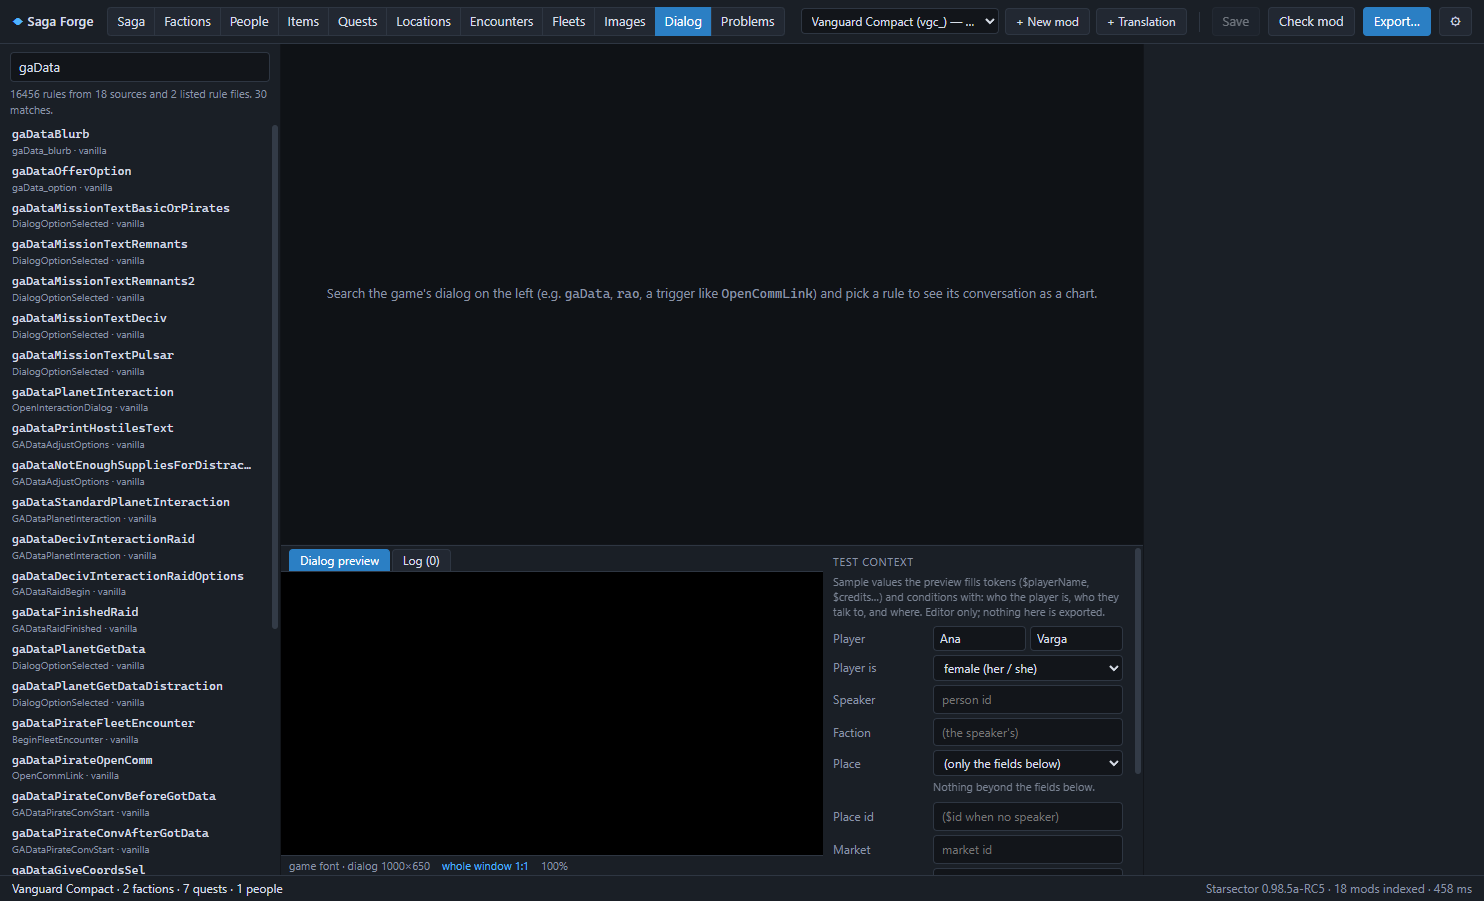 Saga Forge
Saga
Factions
People
Items
Quests
Locations
Encounters
Fleets
Images
Dialog
Problems
Vanguard Compact (vgc_) — ...
+ New mod
+ Translation
Save
Check mod
Export...
gaData
16456 rules from 18 sources and 2 listed rule files. 30
matches.
gaDataBlurb
gaData_blurb · vanilla
gaDataOfferOption
gaData_option · vanilla
gaDataMissionTextBasicOrPirates
DialogOptionSelected · vanilla
gaDataMissionTextRemnants
DialogOptionSelected · vanilla
gaDataMissionTextRemnants2
DialogOptionSelected · vanilla
gaDataMissionTextDeciv
DialogOptionSelected · vanilla
gaDataMissionTextPulsar
DialogOptionSelected · vanilla
gaDataPlanetInteraction
OpenInteractionDialog · vanilla
gaDataPrintHostilesText
GADataAdjustOptions · vanilla
gaDataNotEnoughSuppliesForDistrac…
GADataAdjustOptions · vanilla
gaDataStandardPlanetInteraction
GADataPlanetInteraction · vanilla
gaDataDecivInteractionRaid
GADataPlanetInteraction · vanilla
gaDataDecivInteractionRaidOptions
GADataRaidBegin · vanilla
gaDataFinishedRaid
GADataRaidFinished · vanilla
gaDataPlanetGetData
DialogOptionSelected · vanilla
gaDataPlanetGetDataDistraction
DialogOptionSelected · vanilla
gaDataPirateFleetEncounter
BeginFleetEncounter · vanilla
gaDataPirateOpenComm
OpenCommLink · vanilla
gaDataPirateConvBeforeGotData
GADataPirateConvStart · vanilla
gaDataPirateConvAfterGotData
GADataPirateConvStart · vanilla
gaDataGiveCoordsSel
Search the game's dialog on the left (e.g. gaData, rao, a trigger like OpenCommLink) and pick a rule to see its conversation as a chart.
Dialog preview
Log (0)
game font · dialog 1000×650
whole window 1:1
100%
TEST CONTEXT
Sample values the preview fills tokens ($playerName,
$credits...) and conditions with: who the player is, who they
talk to, and where. Editor only; nothing here is exported.
Player
Ana
Varga
Player is
female (her / she)
Speaker
person id
Faction
(the speaker's)
Place
(only the fields below)
Nothing beyond the fields below.
Place id
($id when no speaker)
Market
market id
Vanguard Compact · 2 factions · 7 quests · 1 people
Starsector 0.98.5a-RC5 · 18 mods indexed · 458 ms